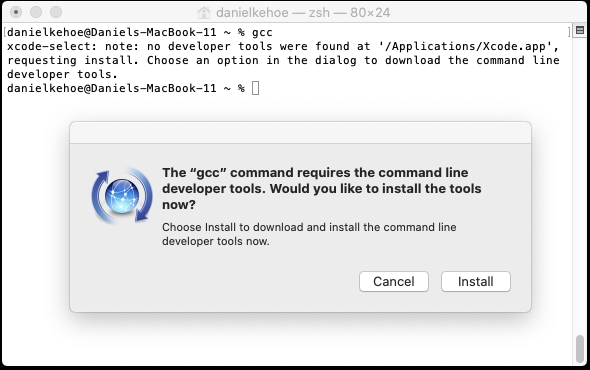 danielkehoe — zsh — 80×24
[danielkehoe@Daniels-MacBook-11 ~ % gcc ]
xcode-select: note: no developer tools were found at '/Applications/Xcode.app',
requesting install. Choose an option in the dialog to download the command line
developer tools.
danielkehoe@Daniels-MacBook-11 ~ %
The “gcc” command requires the command line
developer tools. Would you like to install the tools
now?
Choose Install to download and install the command line
developer tools now.
Cancel
Install